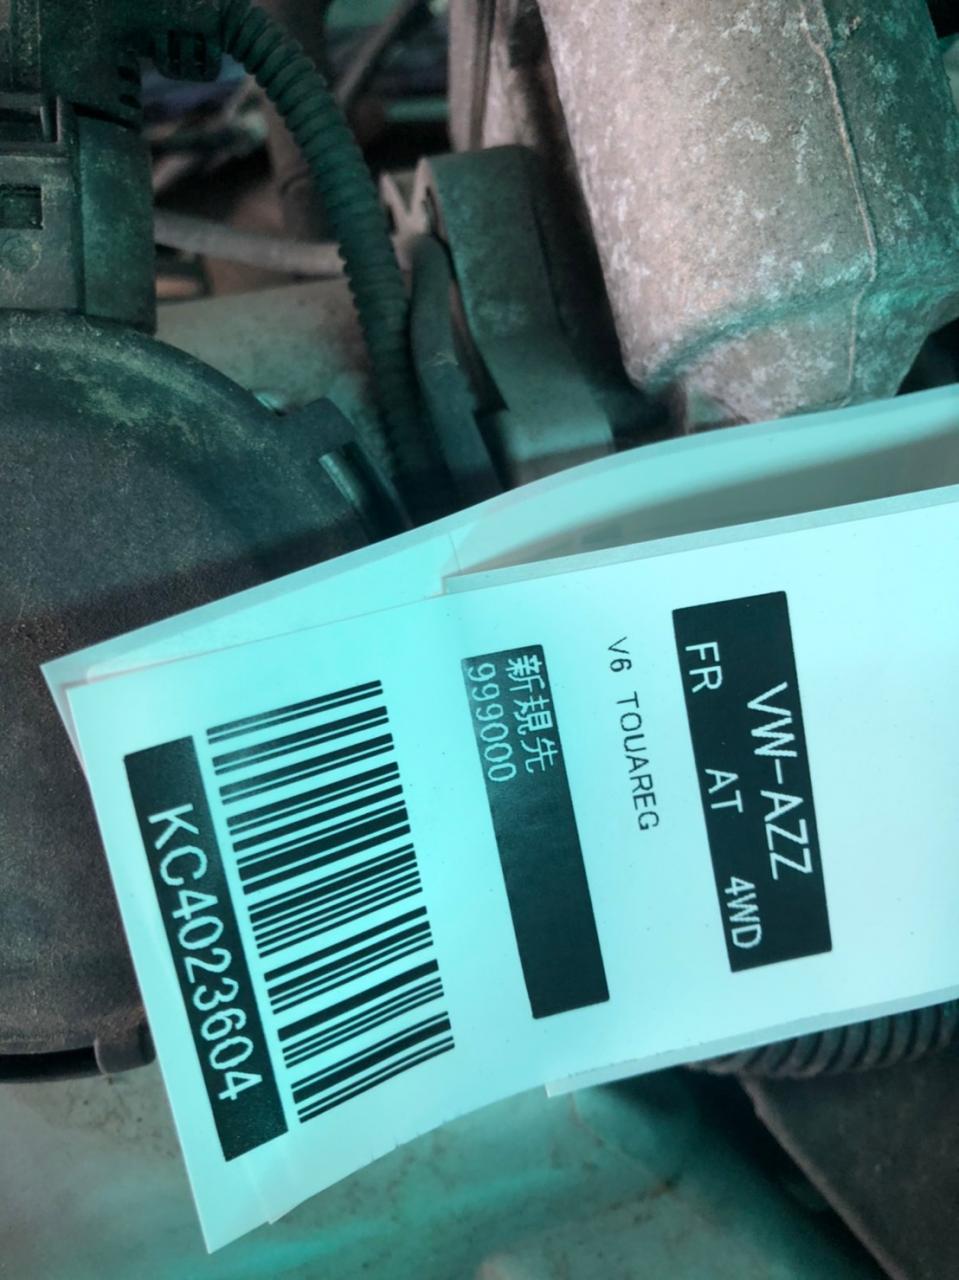 VW-AZZ
FR AT 4WD
V6 TOUAREG
新規先
999000
KC4023604